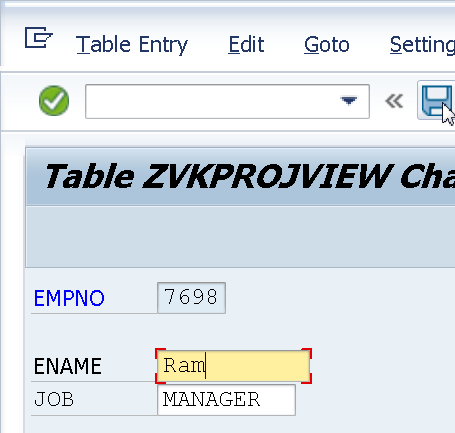 Table Entry Edit Goto Setting
Table ZVKPROJVIEW Cha
EMPNO 7698
ENAME Ram
JOB MANAGER